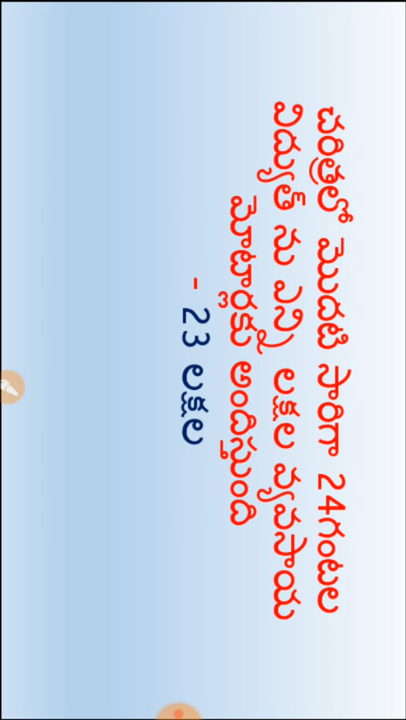 చరిత్రలో మొదటి సారిగా 24గంటల
విద్యుత్ ను ఎన్ని లక్షల వ్యవసాయ
మోటార్లకు అందిస్తుంది
- 23 లక్షల